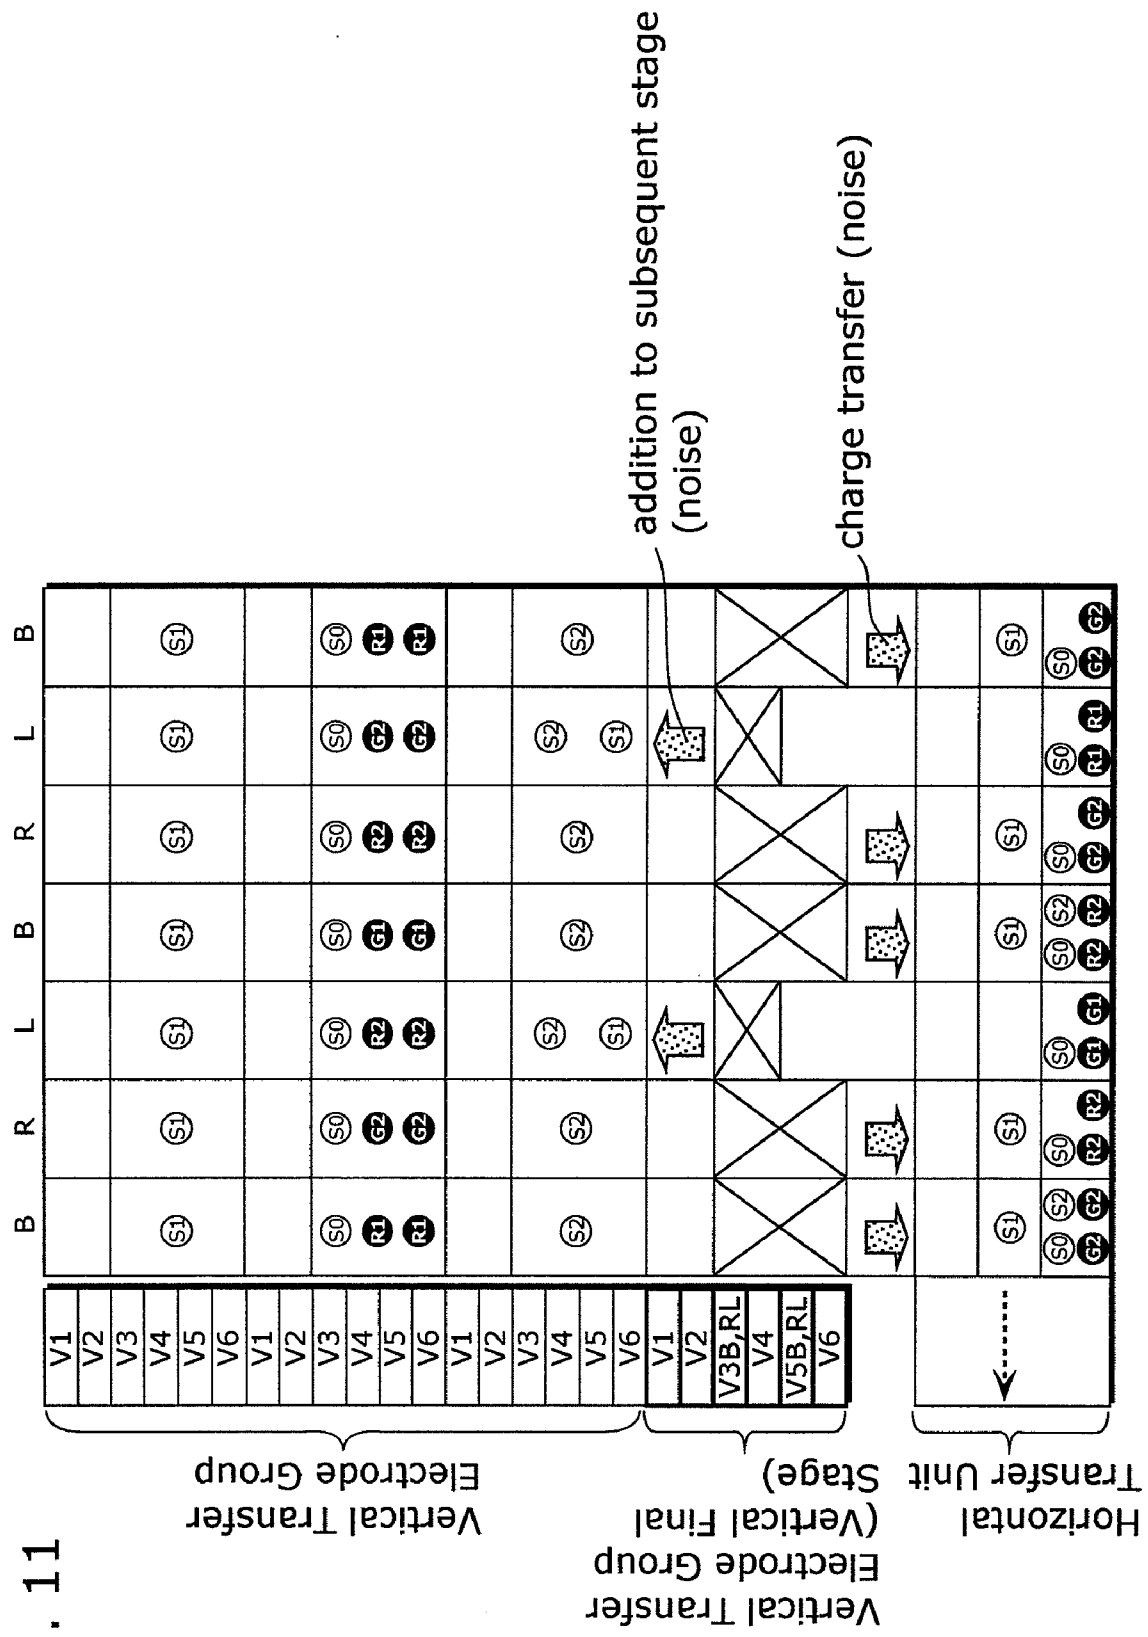 . 11
B R L B R L B
Vertical Transfer
Electrode Group
V1
V2
V3
V4 S1 S1 S1 S1 S1 S1 S1
V5
V6
V1
V2
V3 S0 S0 S0 S0 S0 S0 S0
V4 R1 G2 R2 G1 R2 G2 R1
V5
V6 R1 G2 R2 G1 R2 G2 R1
V1
V2
V3
V4 S2 S2 S2 S2 S2 S2 S2
V5
V6 S1 S1
Vertical Transfer
Electrode Group
(Vertical Final
Stage)
V1
V2
V3B,RL
V4
V5B,RL
V6
addition to subsequent stage
(noise)
charge transfer (noise)
Horizontal
Transfer Unit
S1 S1 S1 S1 S1
S0 S2 S0 S0 S0 S2 S0 S0 S0
G2 G2 R2 R2 G1 G1 R2 R2 G2 G2 R1 R1 G2 G2